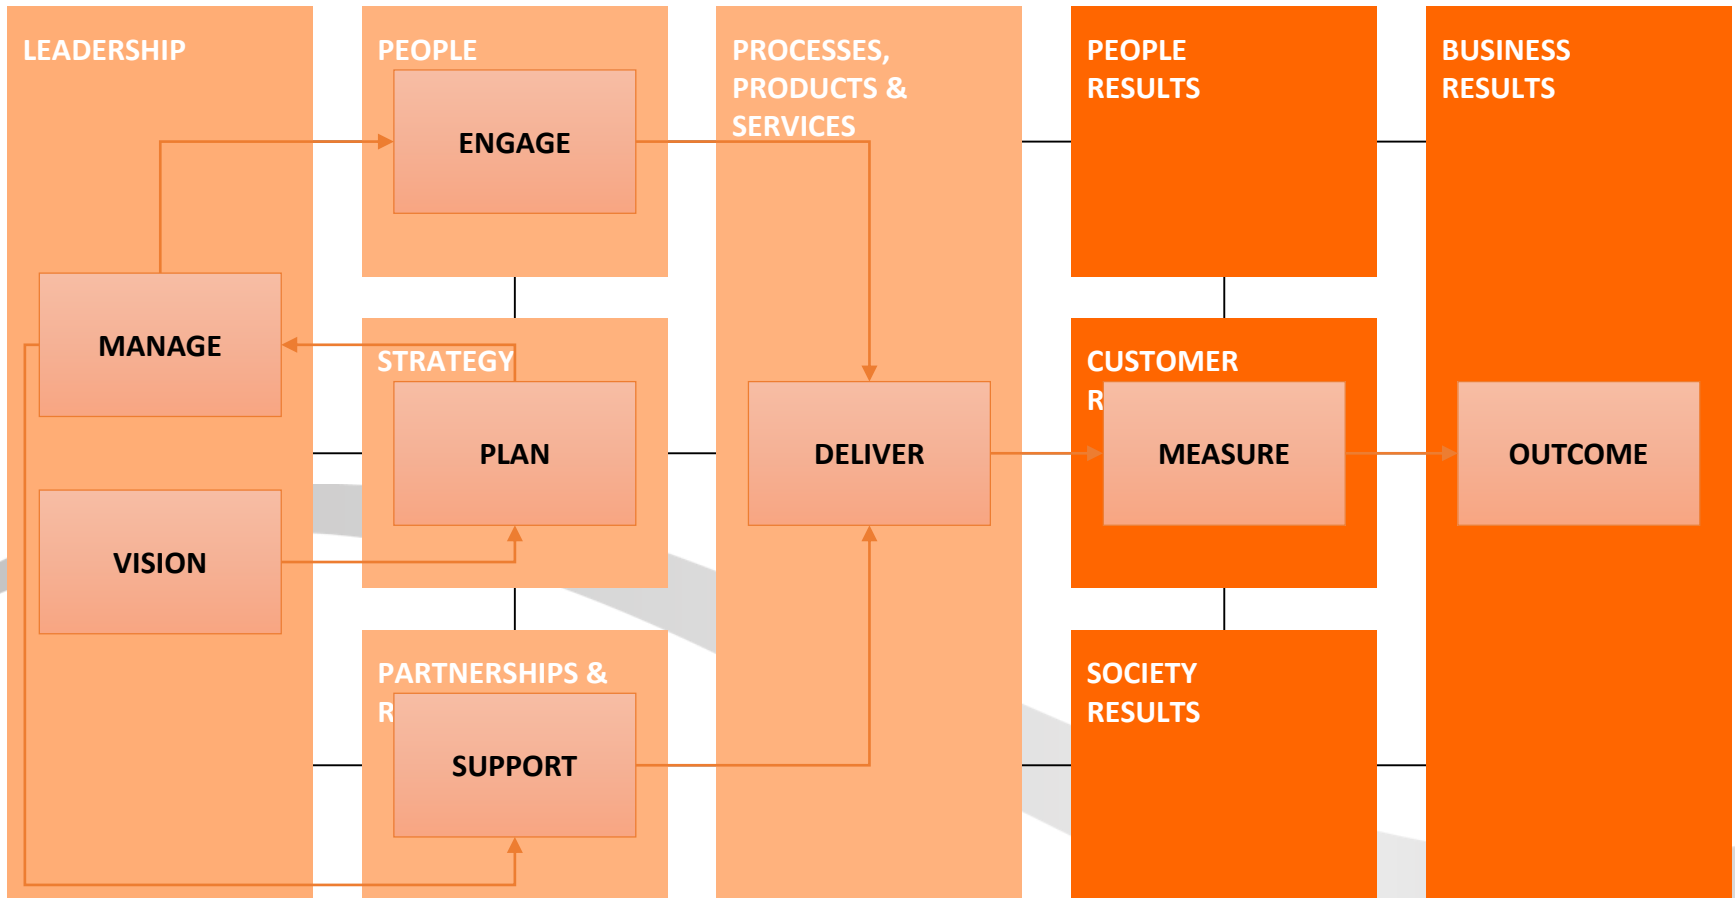 LEADERSHIP
MANAGE
VISION
PEOPLE
ENGAGE
STRATEGY
PLAN
PARTNERSHIPS &
R
SUPPORT
PROCESSES,
PRODUCTS &
SERVICES
DELIVER
PEOPLE
RESULTS
CUSTOMER
R
MEASURE
SOCIETY
RESULTS
BUSINESS
RESULTS
OUTCOME